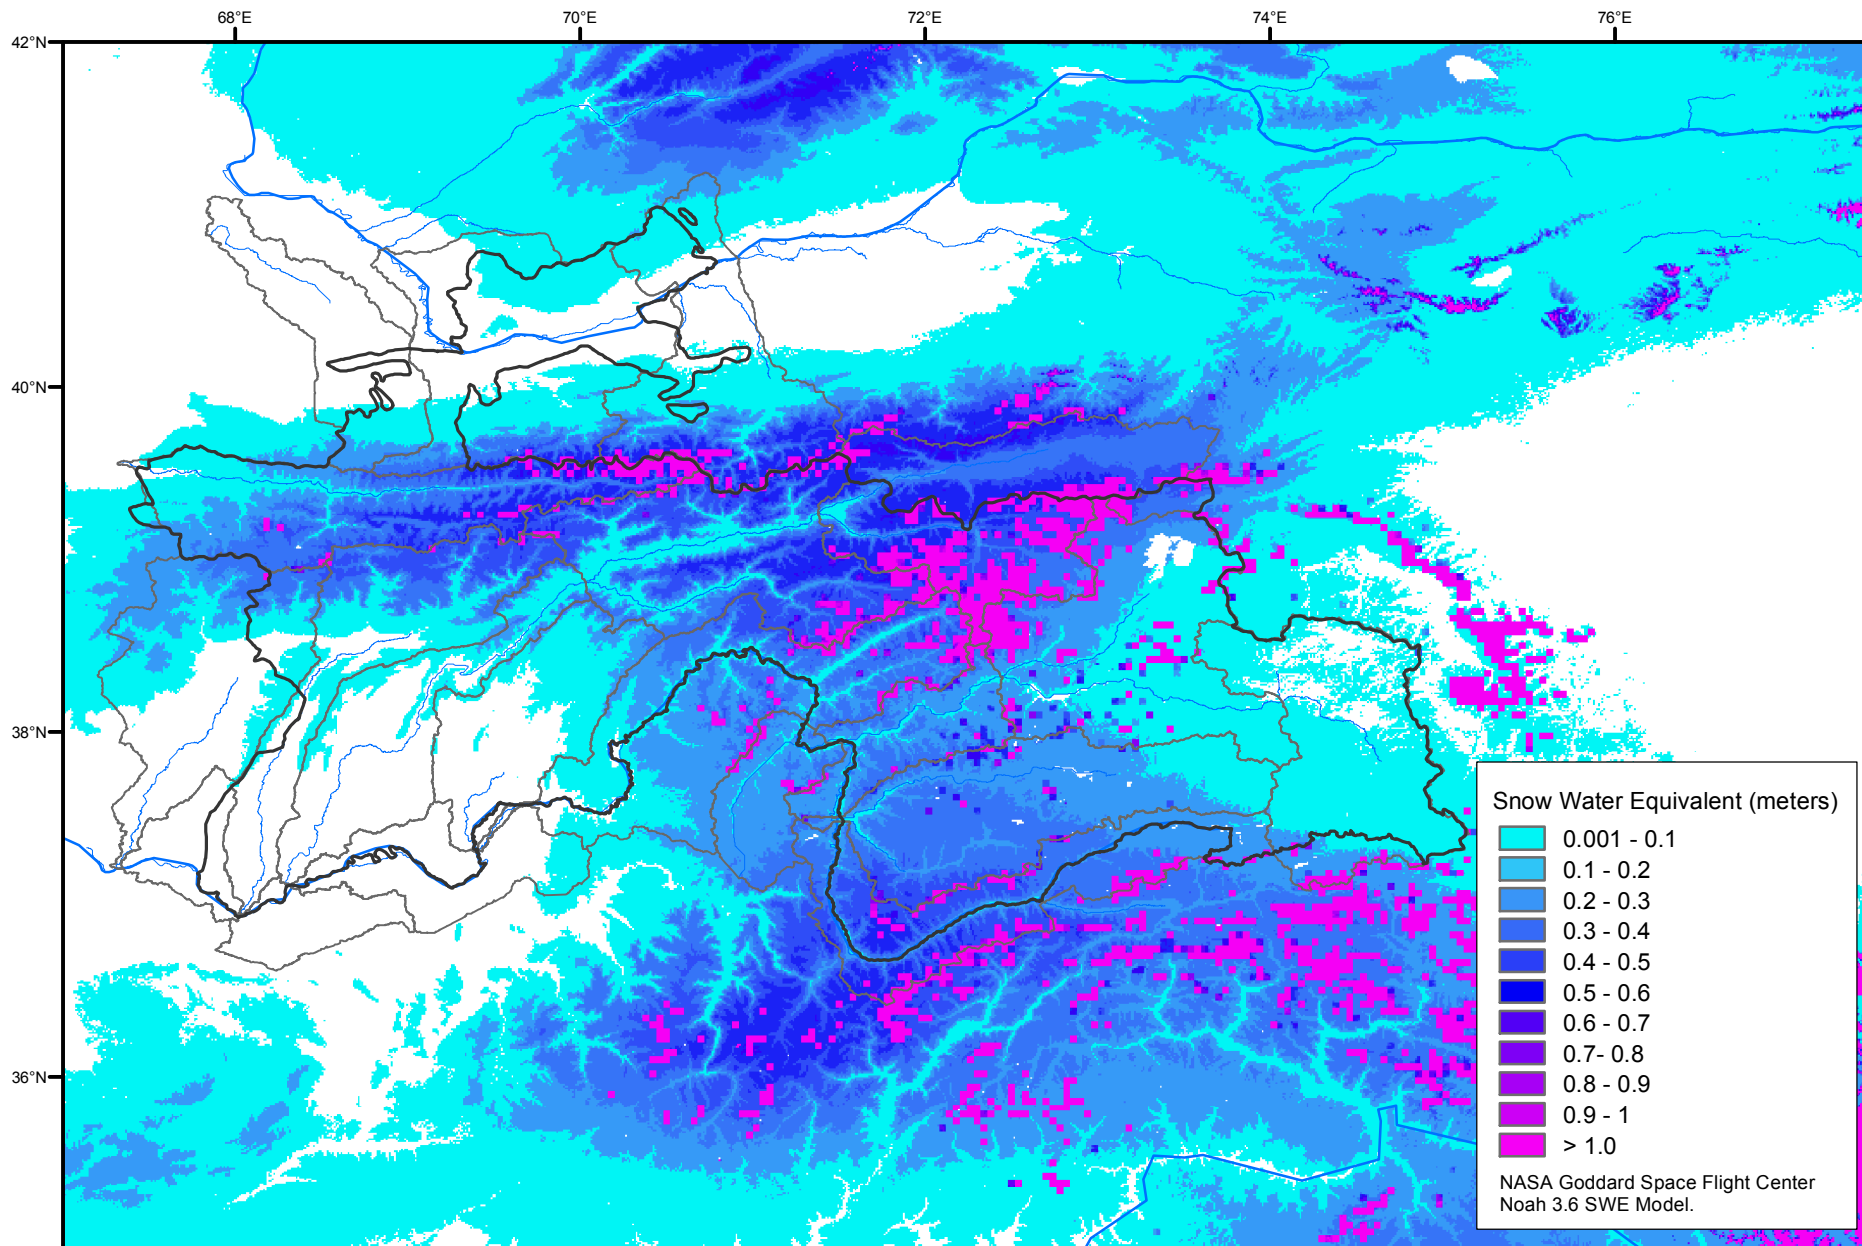 68°E 70°E 72°E 74°E 76°E
42°N
40°N
38°N
36°N
Snow Water Equivalent (meters)
0.001 - 0.1
0.1 - 0.2
0.2 - 0.3
0.3 - 0.4
0.4 - 0.5
0.5 - 0.6
0.6 - 0.7
0.7- 0.8
0.8 - 0.9
0.9 - 1
> 1.0
NASA Goddard Space Flight Center
Noah 3.6 SWE Model.